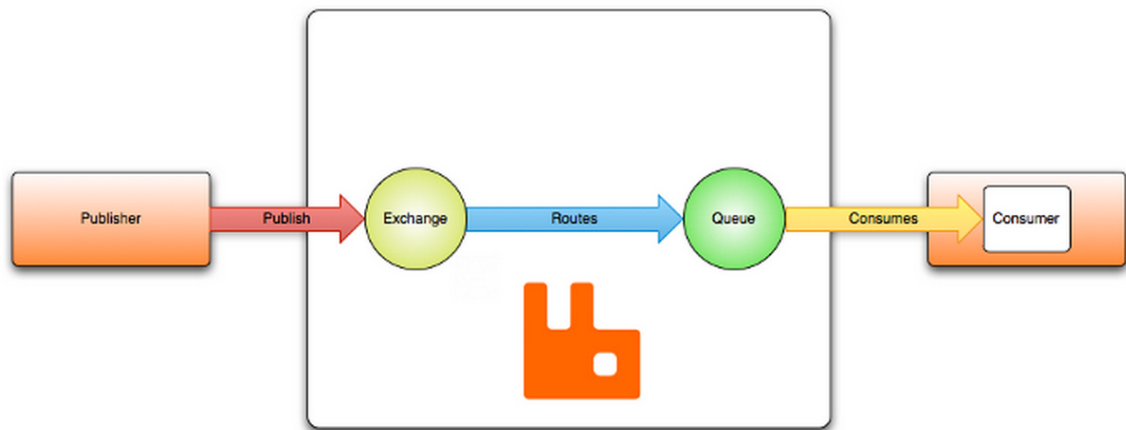 Publisher
Publish
Exchange
Routes
Queue
Consumes
Consumer